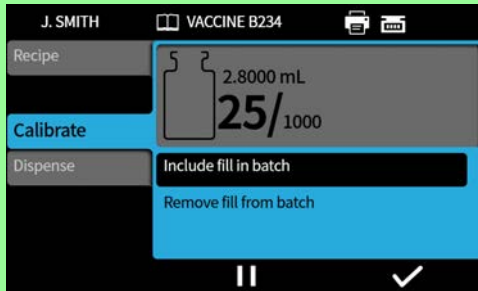 J. SMITH
VACCINE B234
Recipe
2.8000 mL
25/1000
Calibrate
Include fill in batch
Dispense
Remove fill from batch